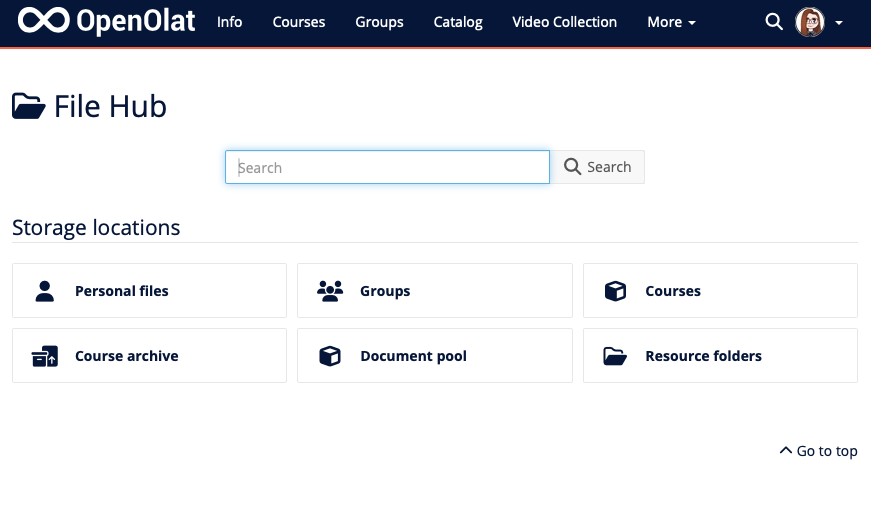 OpenOlat Info Courses Groups Catalog Video Collection More
File Hub
Search Search
Storage locations
Personal files Groups Courses
Course archive Document pool Resource folders
Go to top